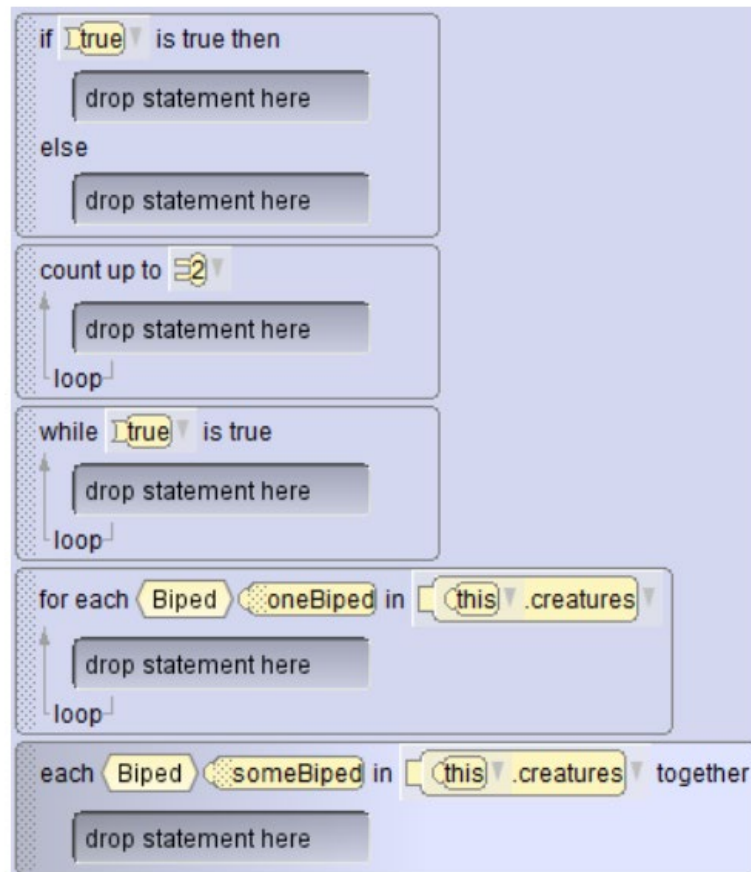 if true is true then
drop statement here
else
drop statement here
count up to 2
drop statement here
loop
while true is true
drop statement here
loop
for each Biped oneBiped in this .creatures
drop statement here
loop
each Biped someBiped in this .creatures together
drop statement here